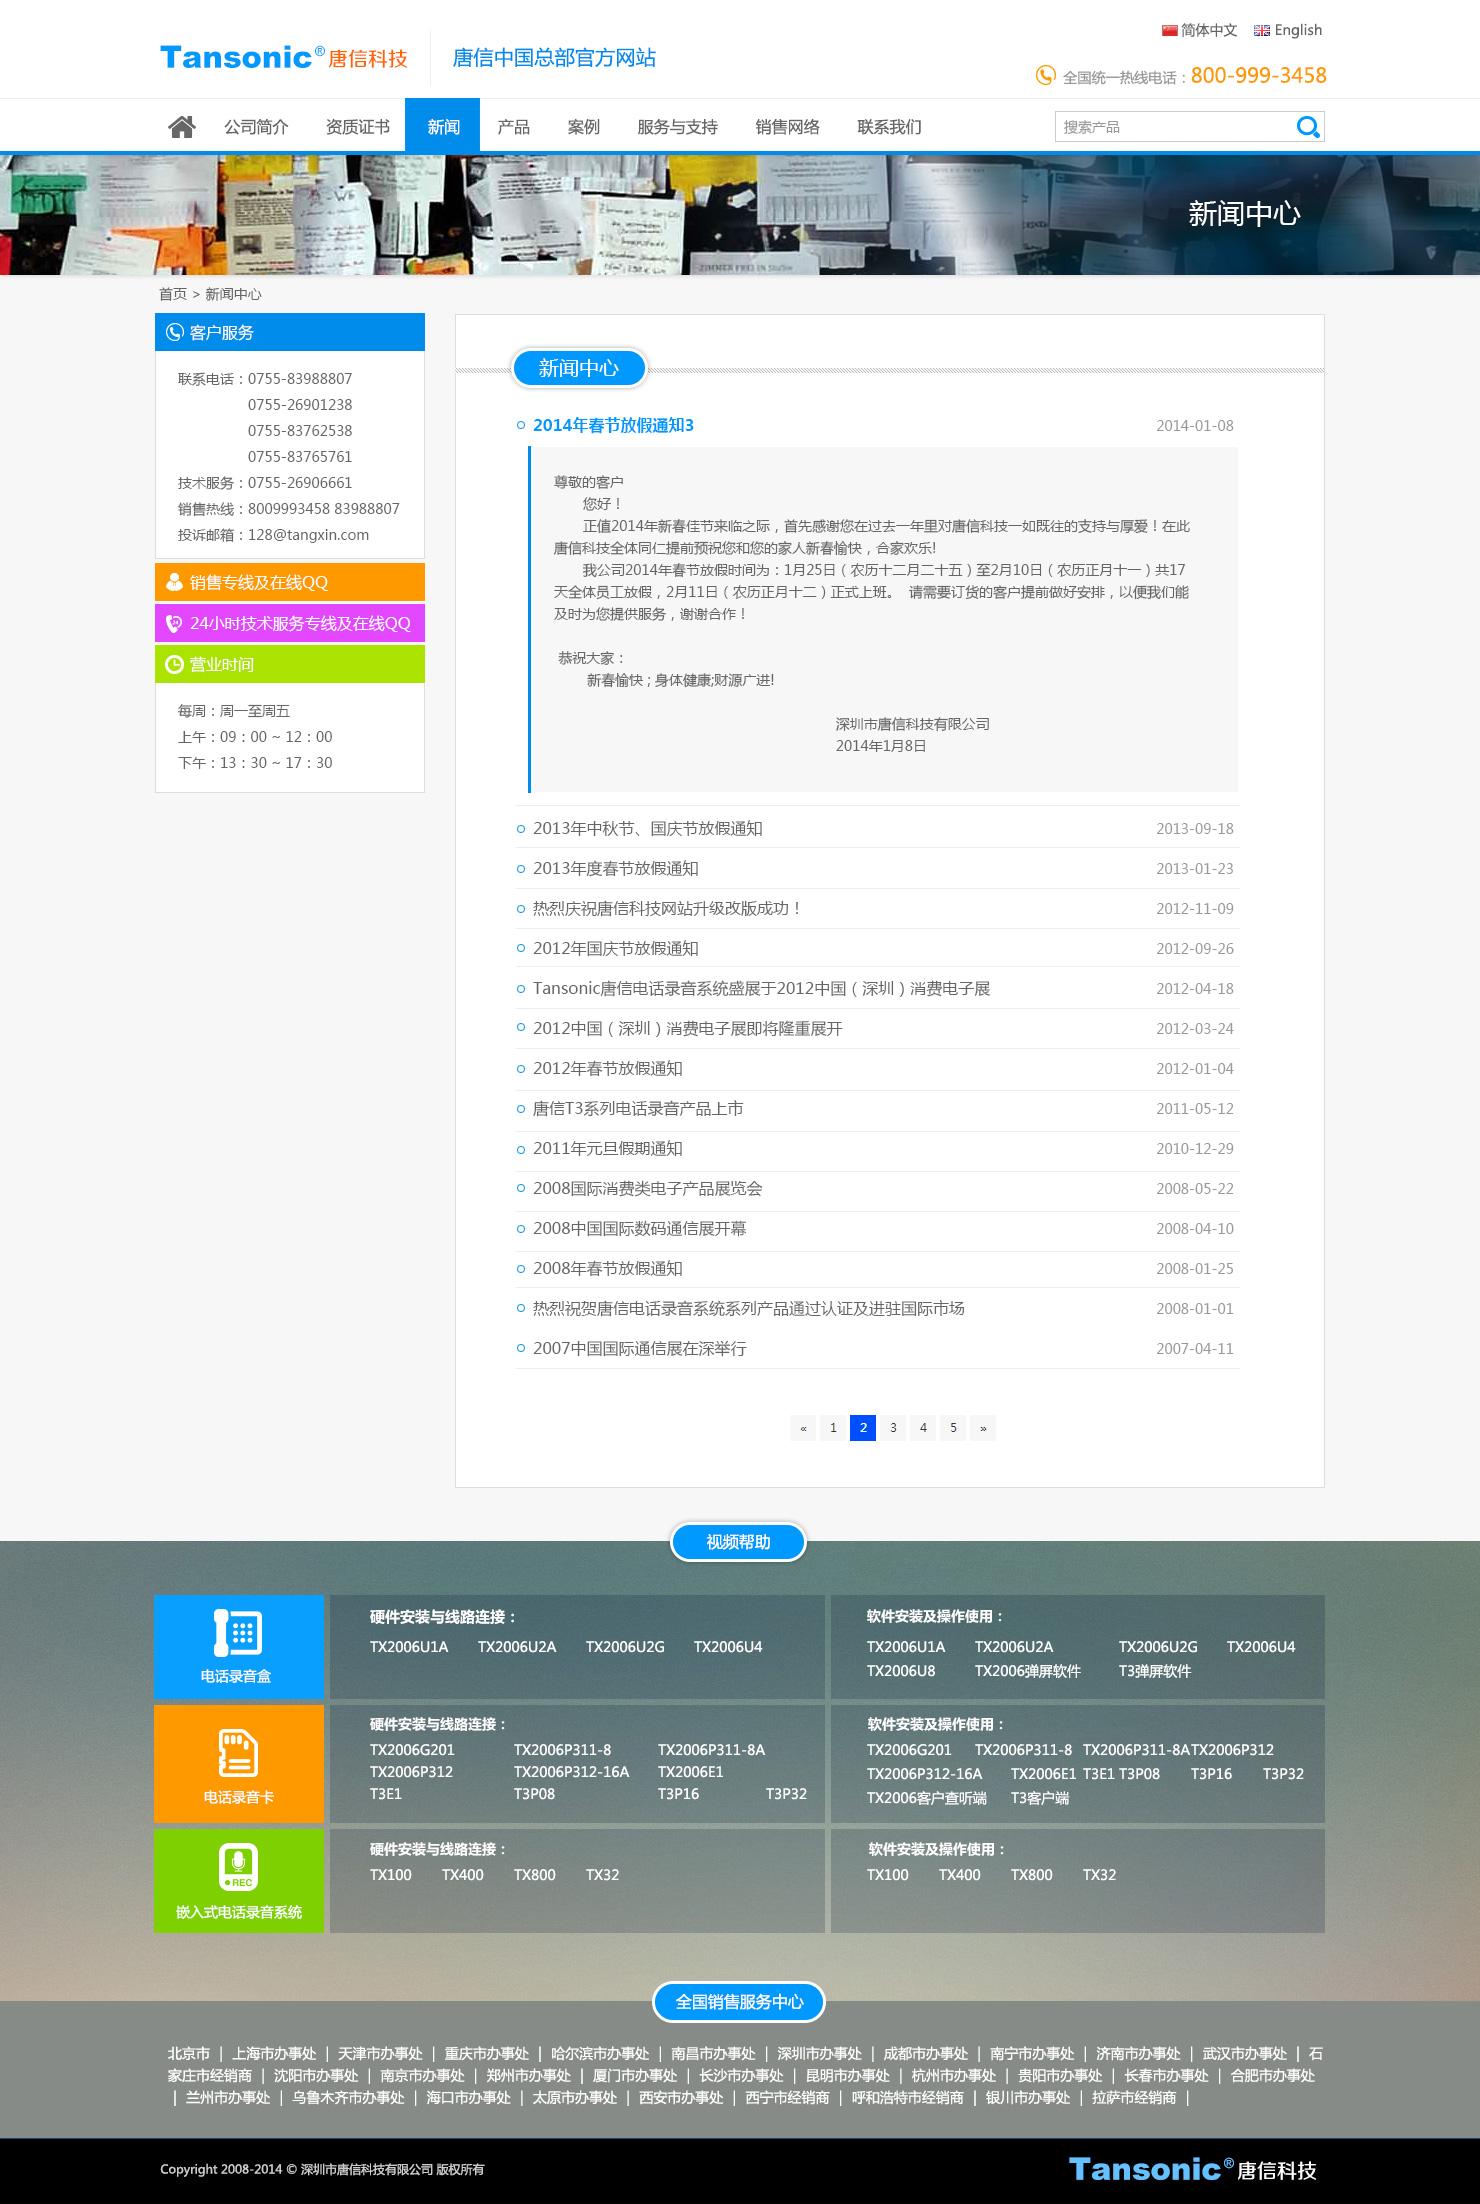 简体中文 English
Tansonic®唐信科技 唐信中国总部官方网站
全国统一热线电话：800-999-3458
公司简介 资质证书 新闻 产品 案例 服务与支持 销售网络 联系我们 搜索产品
新闻中心
首页 > 新闻中心
客户服务
联系电话：0755-83988807
0755-26901238
0755-83762538
0755-83765761
技术服务：0755-26906661
销售热线：8009993458 83988807
投诉邮箱：128@tangxin.com
销售专线及在线QQ
24小时技术服务专线及在线QQ
营业时间
每周：周一至周五
上午：09：00 ~ 12：00
下午：13：30 ~ 17：30
新闻中心
2014年春节放假通知3 2014-01-08
尊敬的客户
您好！
正值2014年新春佳节来临之际，首先感谢您在过去一年里对唐信科技一如既往的支持与厚爱！在此
唐信科技全体同仁提前预祝您和您的家人新春愉快，合家欢乐!
我公司2014年春节放假时间为：1月25日（农历十二月二十五）至2月10日（农历正月十一）共17
天全体员工放假，2月11日（农历正月十二）正式上班。 请需要订货的客户提前做好安排，以便我们能
及时为您提供服务，谢谢合作！
恭祝大家：
新春愉快；身体健康;财源广进!
深圳市唐信科技有限公司
2014年1月8日
2013年中秋节、国庆节放假通知 2013-09-18
2013年度春节放假通知 2013-01-23
热烈庆祝唐信科技网站升级改版成功！ 2012-11-09
2012年国庆节放假通知 2012-09-26
Tansonic唐信电话录音系统盛展于2012中国（深圳）消费电子展 2012-04-18
2012中国（深圳）消费电子展即将隆重展开 2012-03-24
2012年春节放假通知 2012-01-04
唐信T3系列电话录音产品上市 2011-05-12
2011年元旦假期通知 2010-12-29
2008国际消费类电子产品展览会 2008-05-22
2008中国国际数码通信展开幕 2008-04-10
2008年春节放假通知 2008-01-25
热烈祝贺唐信电话录音系统系列产品通过认证及进驻国际市场 2008-01-01
2007中国国际通信展在深举行 2007-04-11
« 1 2 3 4 5 »
视频帮助
电话录音盒
硬件安装与线路连接：
TX2006U1A TX2006U2A TX2006U2G TX2006U4
软件安装及操作使用：
TX2006U1A TX2006U2A TX2006U2G TX2006U4
TX2006U8 TX2006弹屏软件 T3弹屏软件
电话录音卡
硬件安装与线路连接：
TX2006G201 TX2006P311-8 TX2006P311-8A
TX2006P312 TX2006P312-16A TX2006E1
T3E1 T3P08 T3P16 T3P32
软件安装及操作使用：
TX2006G201 TX2006P311-8 TX2006P311-8ATX2006P312
TX2006P312-16A TX2006E1 T3E1 T3P08 T3P16 T3P32
TX2006客户查听端 T3客户端
REC
嵌入式电话录音系统
硬件安装与线路连接：
TX100 TX400 TX800 TX32
软件安装及操作使用：
TX100 TX400 TX800 TX32
全国销售服务中心
北京市 | 上海市办事处 | 天津市办事处 | 重庆市办事处 | 哈尔滨市办事处 | 南昌市办事处 | 深圳市办事处 | 成都市办事处 | 南宁市办事处 | 济南市办事处 | 武汉市办事处 | 石
家庄市经销商 | 沈阳市办事处 | 南京市办事处 | 郑州市办事处 | 厦门市办事处 | 长沙市办事处 | 昆明市办事处 | 杭州市办事处 | 贵阳市办事处 | 长春市办事处 | 合肥市办事处
| 兰州市办事处 | 乌鲁木齐市办事处 | 海口市办事处 | 太原市办事处 | 西安市办事处 | 西宁市经销商 | 呼和浩特市经销商 | 银川市办事处 | 拉萨市经销商 |
Copyright 2008-2014 © 深圳市唐信科技有限公司 版权所有
Tansonic®唐信科技